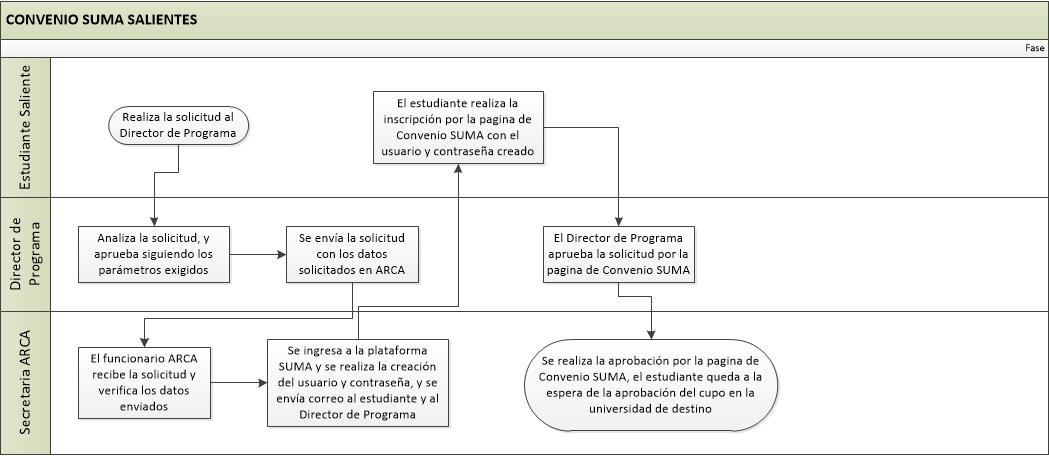 CONVENIO SUMA SALIENTES
Fase
Estudiante Saliente
Realiza la solicitud al
Director de Programa
El estudiante realiza la
inscripción por la pagina de
Convenio SUMA con el
usuario y contraseña creado
Director de
Programa
Analiza la solicitud, y
aprueba siguiendo los
parámetros exigidos
Se envía la solicitud
con los datos
solicitados en ARCA
El Director de Programa
aprueba la solicitud por la
pagina de Convenio SUMA
Secretaria ARCA
El funcionario ARCA
recibe la solicitud y
verifica los datos
enviados
Se ingresa a la plataforma
SUMA y se realiza la creación
del usuario y contraseña, y se
envía correo al estudiante y al
Director de Programa
Se realiza la aprobación por la pagina de
Convenio SUMA, el estudiante queda a la
espera de la aprobación del cupo en la
universidad de destino